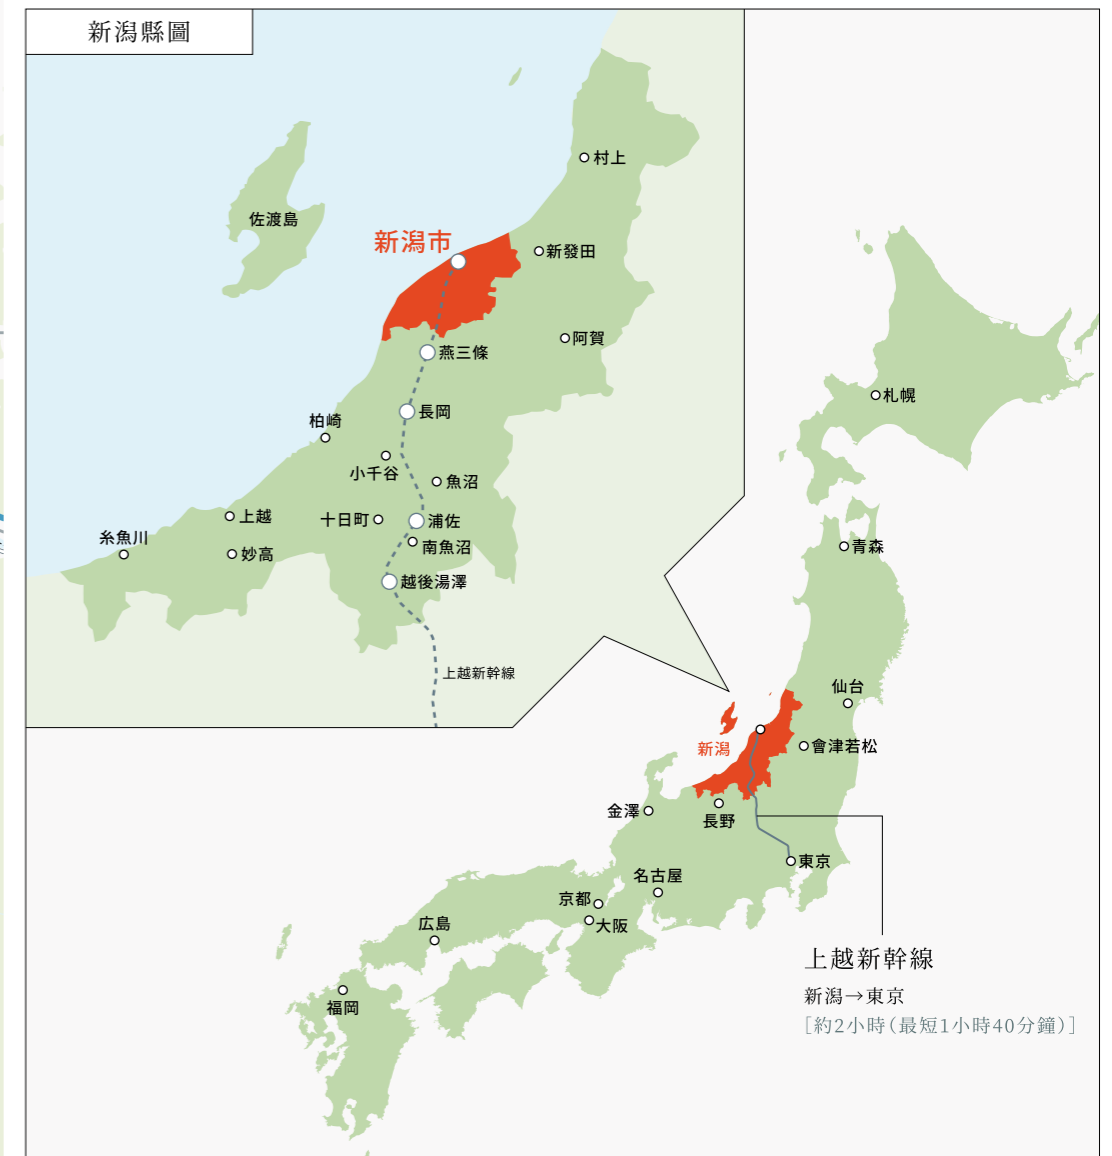 新潟縣圖
村上
佐渡島
新潟市
新發田
阿賀
燕三條
長岡
柏崎
小千谷
魚沼
上越
十日町
浦佐
糸魚川
妙高
南魚沼
越後湯澤
上越新幹線
札幌
青森
仙台
會津若松
新潟
金澤
長野
東京
名古屋
京都
大阪
広島
福岡
上越新幹線
新潟→東京
［約2小時（最短1小時40分鐘）］